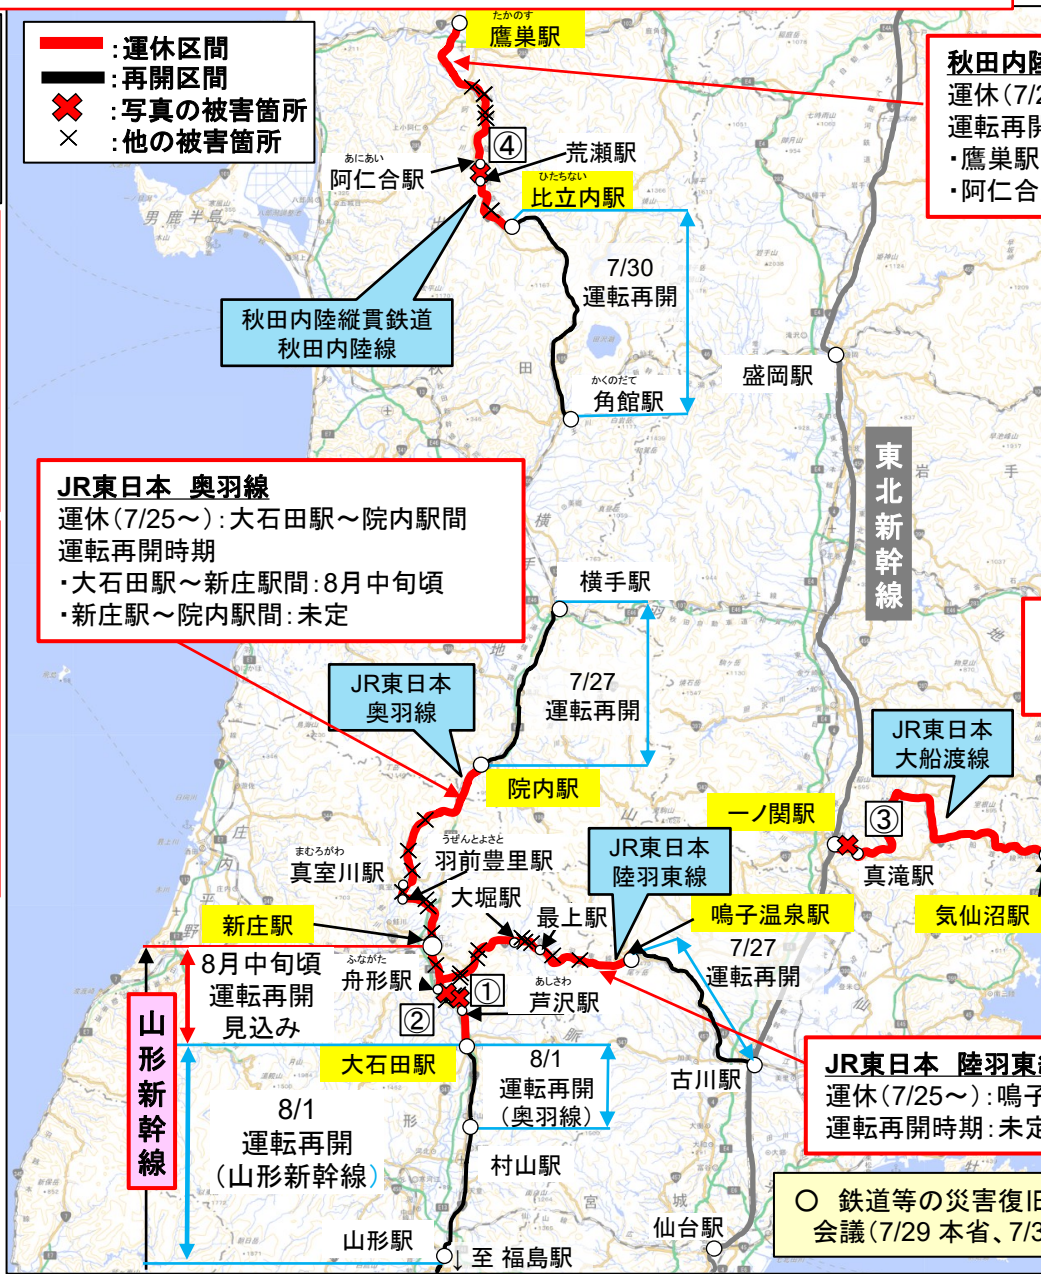 :運休区間
:再開区間
:写真の被害箇所
:他の被害箇所
たかのす
鷹巣駅
秋田内陸
運休(7/2
運転再開
・鷹巣駅
・阿仁合
④
あにあい
阿仁合駅
荒瀬駅
ひたちない
比立内駅
男鹿半島
7/30
運転再開
秋田内陸縦貫鉄道
秋田内陸線
秋
田
盛岡駅
かくのだて
角館駅
東北新幹線
岩
手
JR東日本 奥羽線
運休(7/25~):大石田駅~院内駅間
運転再開時期
・大石田駅~新庄駅間:8月中旬頃
・新庄駅~院内駅間:未定
横
手
横手駅
地
7/27
運転再開
JR東日本
奥羽線
JR東日本
大船渡線
院内駅
一ノ関駅
③
真滝駅
気仙沼駅
うぜんとよさと
羽前豊里駅
まむろがわ
真室川駅
JR東日本
陸羽東線
大堀駅
最上駅
鳴子温泉駅
7/27
運転再開
新庄駅
庄
内
平
野
8月中旬頃
運転再開
見込み
ふながた
舟形駅
①
②
あしさわ
芦沢駅
山形新幹線
大石田駅
古川駅
8/1
運転再開
(奥羽線)
8/1
運転再開
(山形新幹線)
JR東日本 陸羽東線
運休(7/25~):鳴子
運転再開時期:未定
村山駅
山形駅
↓至 福島駅
宮
城
仙台駅
○ 鉄道等の災害復旧
会議(7/29 本省、7/3